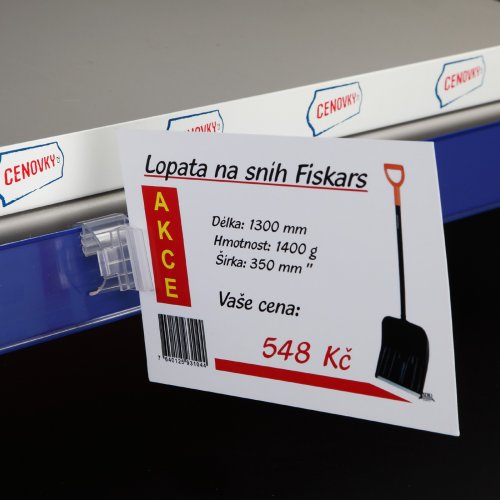 CENOVKY
CENOVKY
CENOVKY
CENOVKY
Lopata na sníh Fiskars
AKCE
Délka: 1300 mm
Hmotnost: 1400 g
Šírka: 350 mm "
Vaše cena:
548 Kč